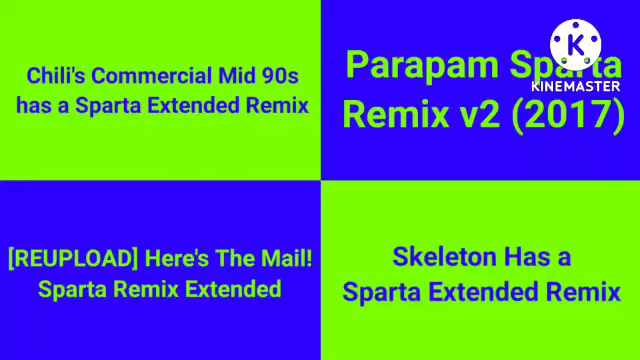 Chili's Commercial Mid 90s
has a Sparta Extended Remix
Parapam Sparta
Remix v2 (2017)
K
KINEMASTER
[REUPLOAD] Here's The Mail!
Sparta Remix Extended
Skeleton Has a
Sparta Extended Remix